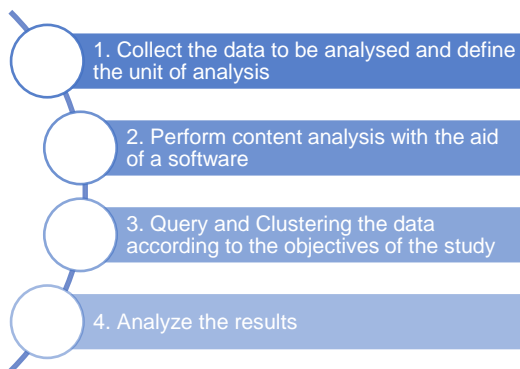 1. Collect the data to be analysed and define
the unit of analysis
2. Perform content analysis with the aid
of a software
3. Query and Clustering the data
according to the objectives of the study
4. Analyze the results